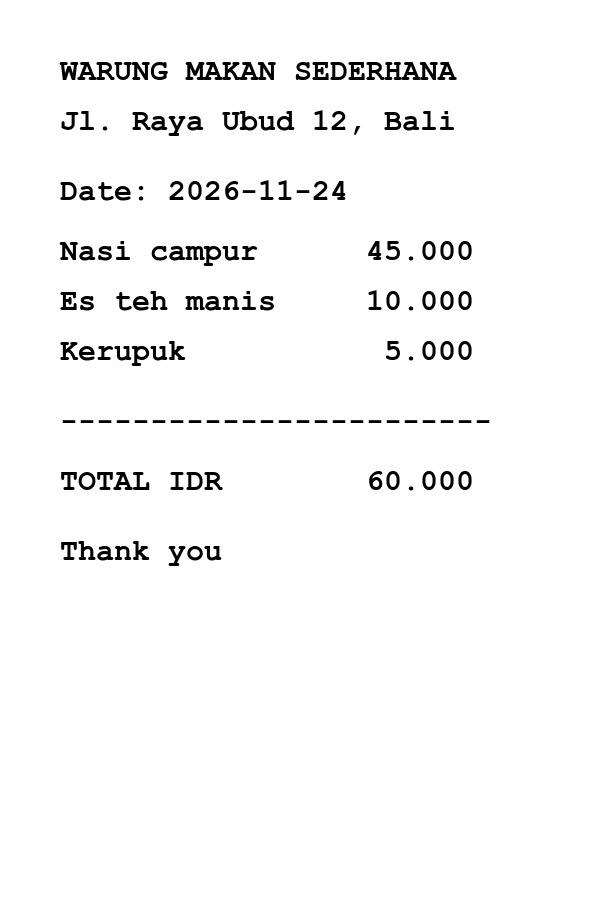 WARUNG MAKAN SEDERHANA
Jl. Raya Ubud 12, Bali
Date: 2026-11-24
Nasi campur 45.000
Es teh manis 10.000
Kerupuk 5.000
------------------------
TOTAL IDR 60.000
Thank you